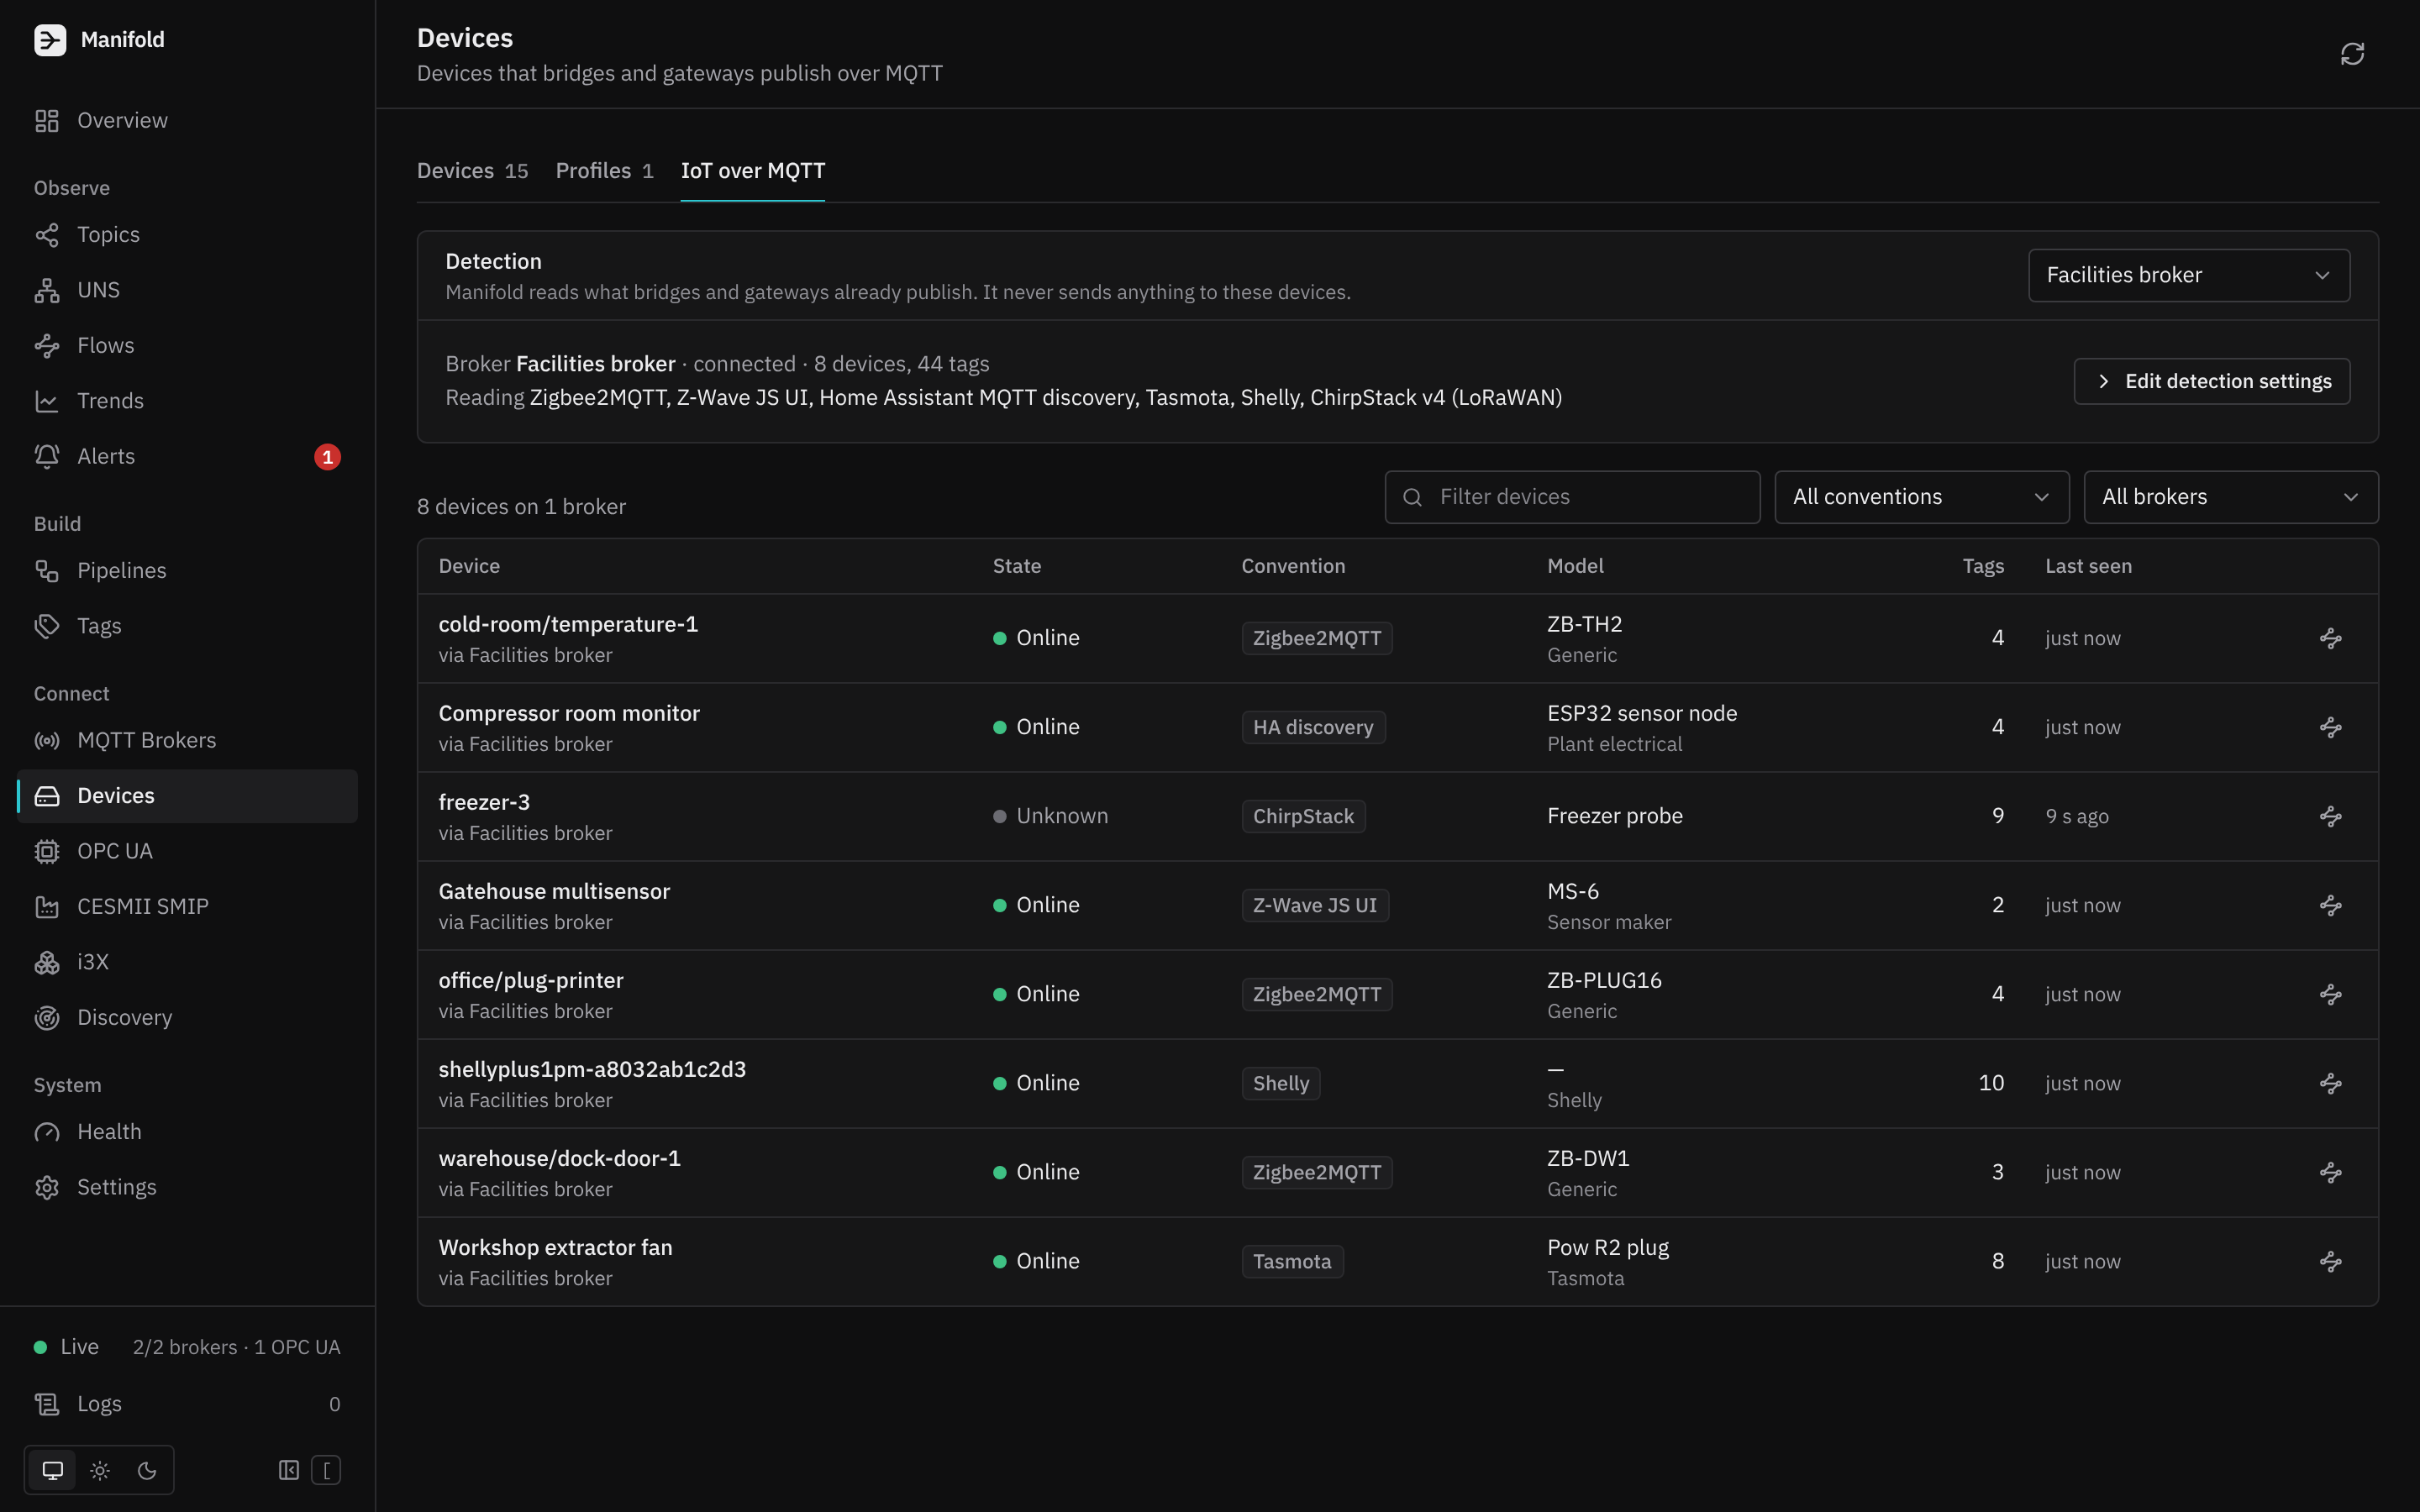 Manifold
Overview
Observe
Topics
UNS
Flows
Trends
Alerts 1
Build
Pipelines
Tags
Connect
MQTT Brokers
Devices
OPC UA
CESMII SMIP
i3X
Discovery
System
Health
Settings
Live 2/2 brokers · 1 OPC UA
Logs 0
[
Devices
Devices that bridges and gateways publish over MQTT
Devices 15 Profiles 1 IoT over MQTT
Detection
Manifold reads what bridges and gateways already publish. It never sends anything to these devices.
Facilities broker
Broker Facilities broker · connected · 8 devices, 44 tags
Reading Zigbee2MQTT, Z-Wave JS UI, Home Assistant MQTT discovery, Tasmota, Shelly, ChirpStack v4 (LoRaWAN)
Edit detection settings
8 devices on 1 broker
Filter devices
All conventions
All brokers
Device State Convention Model Tags Last seen
cold-room/temperature-1
via Facilities broker
Online Zigbee2MQTT
ZB-TH2
Generic
4 just now
Compressor room monitor
via Facilities broker
Online HA discovery
ESP32 sensor node
Plant electrical
4 just now
freezer-3
via Facilities broker
Unknown ChirpStack Freezer probe 9 9 s ago
Gatehouse multisensor
via Facilities broker
Online Z-Wave JS UI
MS-6
Sensor maker
2 just now
office/plug-printer
via Facilities broker
Online Zigbee2MQTT
ZB-PLUG16
Generic
4 just now
shellyplus1pm-a8032ab1c2d3
via Facilities broker
Online Shelly
—
Shelly
10 just now
warehouse/dock-door-1
via Facilities broker
Online Zigbee2MQTT
ZB-DW1
Generic
3 just now
Workshop extractor fan
via Facilities broker
Online Tasmota
Pow R2 plug
Tasmota
8 just now